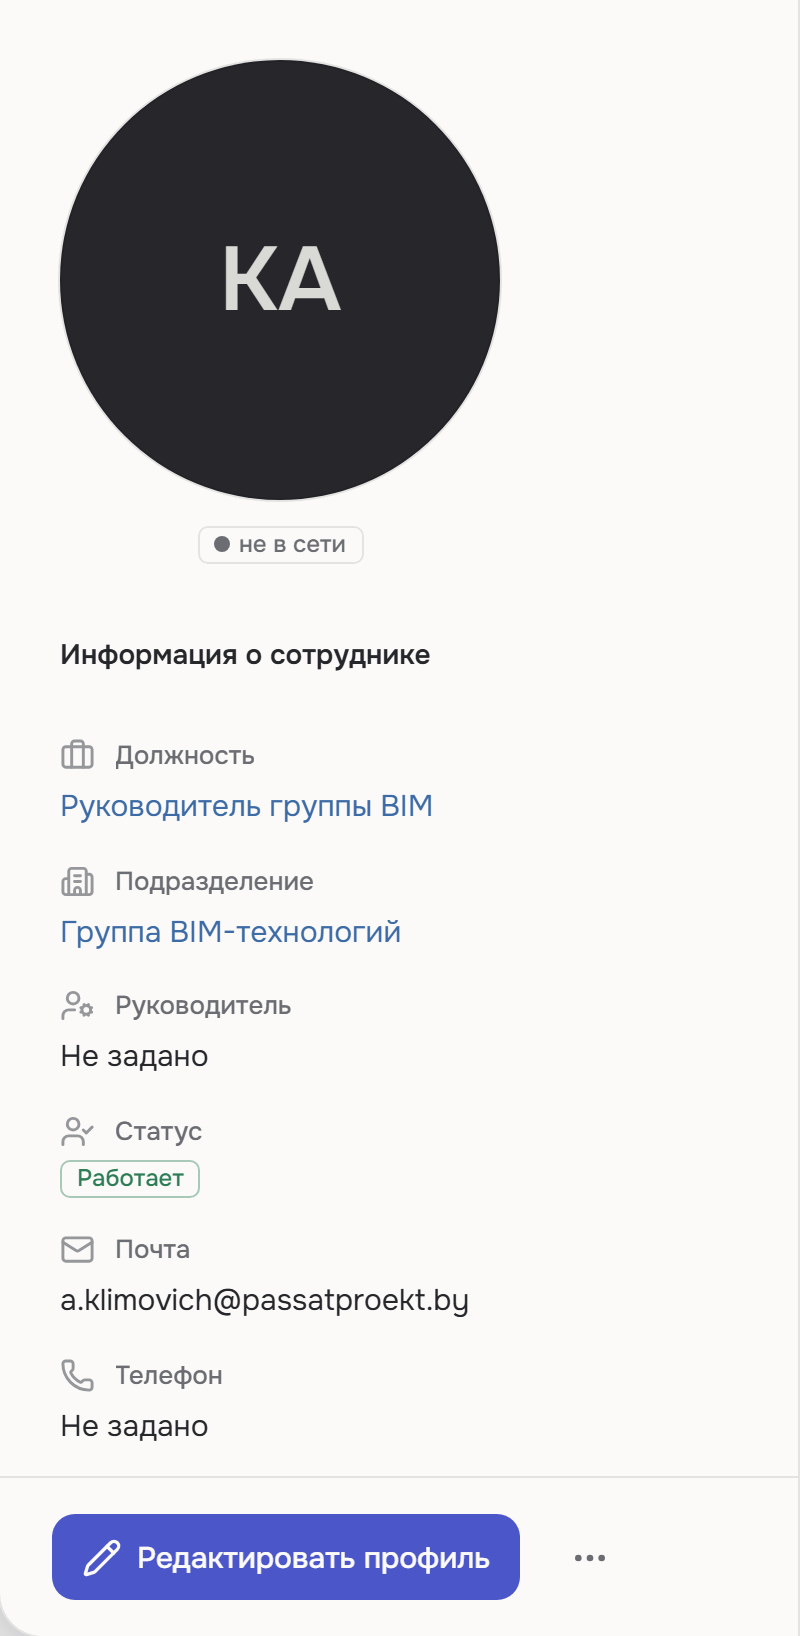 КА
не в сети
Информация о сотруднике
Должность
Руководитель группы BIM
Подразделение
Группа BIM-технологий
Руководитель
Не задано
Статус
Работает
Почта
a.klimovich@passatproekt.by
Телефон
Не задано
Редактировать профиль